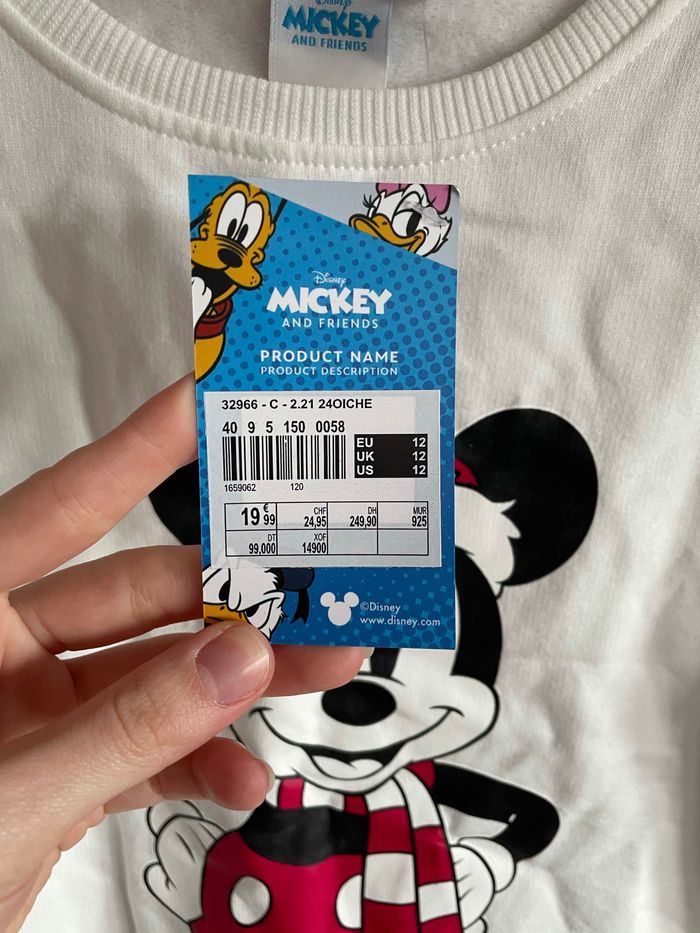 Disney
MICKEY
AND FRIENDS
Disney
MICKEY
AND FRIENDS
PRODUCT NAME
PRODUCT DESCRIPTION
32966 - C - 2.21 24OICHE
40 9 5 150 0058
EU 12
UK 12
US 12
1659062 120
19 €99 CHF 24,95 DH 249,90 MUR 925
DT 99,000 XOF 14900
©Disney
www.disney.com